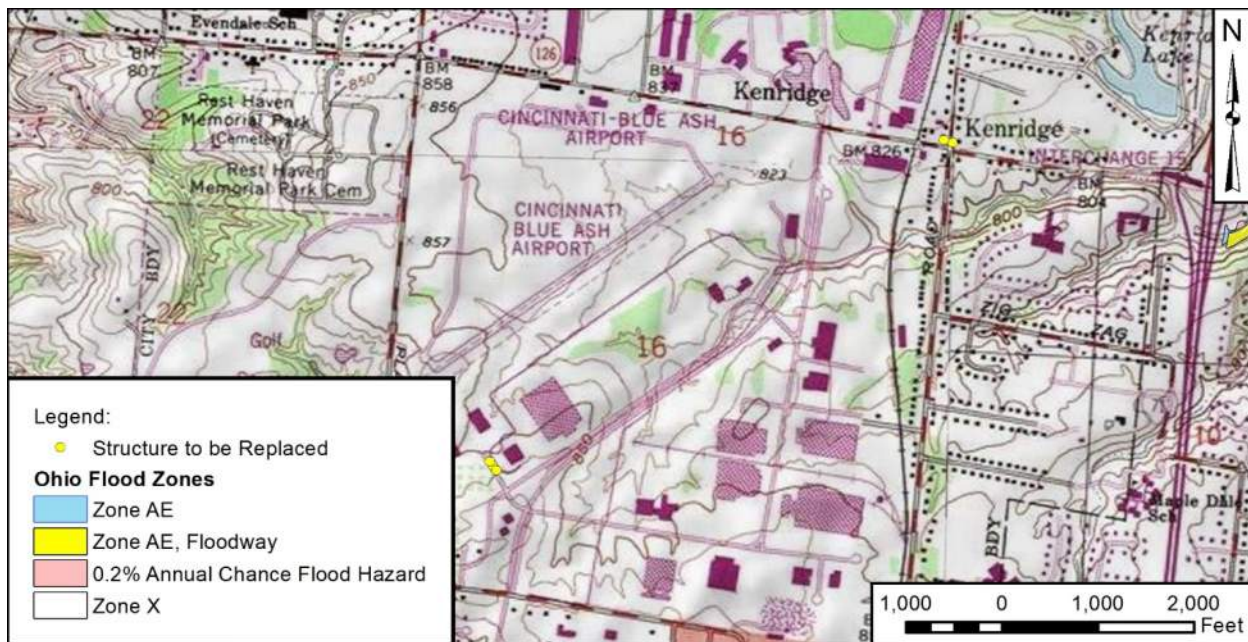 Evendale Sch
BM
807
850
BM
858
856
126
BM
837
Kenridge
N
22
Rest Haven
Memorial Park
(Cemetery)
CINCINNATI-BLUE ASH
AIRPORT
16
BM 826
Kenridge
INTERCHANGE 15
Rest Haven
Memorial Park Cem
823
BM
804
800
800
CINCINNATI
BLUE ASH
AIRPORT
857
CITY BDY
ROAD
22
Golf
16
ZIG ZAG
850
10
Maple Dale
Sch
BDY
Legend:
Structure to be Replaced
Ohio Flood Zones
Zone AE
Zone AE, Floodway
0.2% Annual Chance Flood Hazard
Zone X
1,000 0 1,000 2,000
Feet